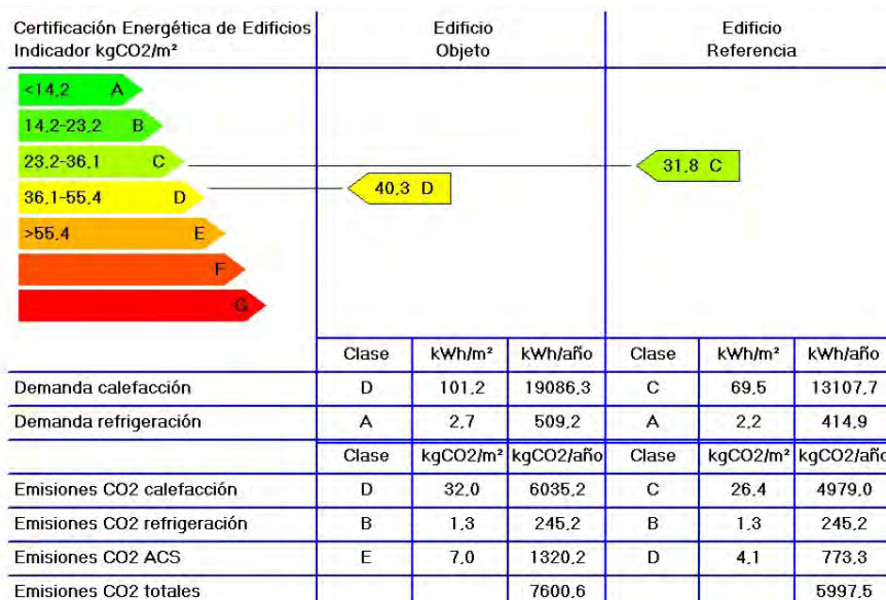 Certificación Energética de Edificios
Indicador kgCO2/m²
Edificio
Objeto
Edificio
Referencia
<14,2 A
14,2-23,2 B
23,2-36,1 C
36,1-55,4 D
>55,4 E
F
G
40,3 D
31,8 C
Clase kWh/m² kWh/año Clase kWh/m² kWh/año
Demanda calefacción D 101,2 19086,3 C 69,5 13107,7
Demanda refrigeración A 2,7 509,2 A 2,2 414,9
Clase kgCO2/m² kgCO2/año Clase kgCO2/m² kgCO2/año
Emisiones CO2 calefacción D 32,0 6035,2 C 26,4 4979,0
Emisiones CO2 refrigeración B 1,3 245,2 B 1,3 245,2
Emisiones CO2 ACS E 7,0 1320,2 D 4,1 773,3
Emisiones CO2 totales 7600,6 5997,5